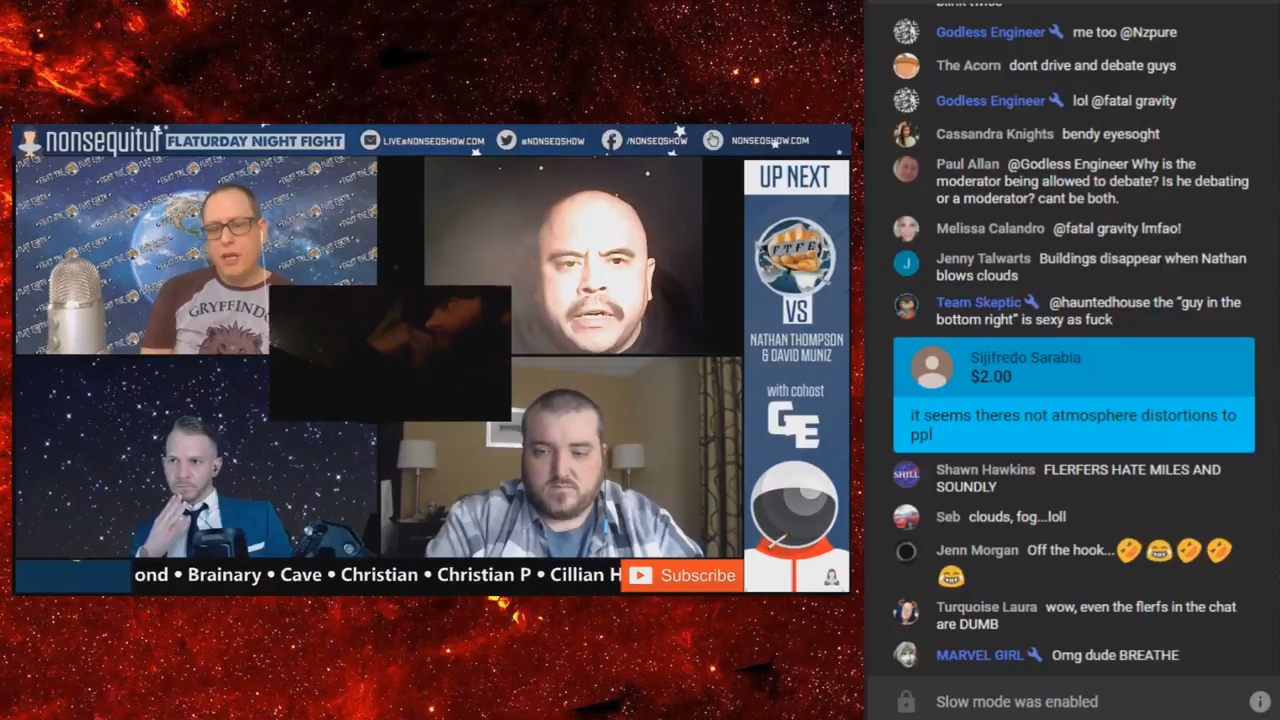 nonsequitur FLATURDAY NIGHT FIGHT LIVE@NONSEQSHOW.COM @NONSEQSHOW /NONSEQSHOW NONSEQSHOW.COM
GRYFFINDO
UP NEXT
FTFE
VS
NATHAN THOMPSON
& DAVID MUNIZ
with cohost
GE
ond • Brainary • Cave • Christian • Christian P • Cillian H
Subscribe
Godless Engineer me too @Nzpure
The Acorn dont drive and debate guys
Godless Engineer lol @fatal gravity
Cassandra Knights bendy eyesoght
Paul Allan @Godless Engineer Why is the
moderator being allowed to debate? Is he debating
or a moderator? cant be both.
Melissa Calandro @fatal gravity lmfao!
J
Jenny Talwarts Buildings disappear when Nathan
blows clouds
Team Skeptic @hauntedhouse the “guy in the
bottom right” is sexy as fuck
Sijifredo Sarabia
$2.00
it seems theres not atmosphere distortions to
ppl
SHILL
Shawn Hawkins FLERFERS HATE MILES AND
SOUNDLY
Seb clouds, fog...loll
Jenn Morgan Off the hook...🤣😂🤣🤣
😂
Turquoise Laura wow, even the flerfs in the chat
are DUMB
MARVEL GIRL Omg dude BREATHE
Slow mode was enabled